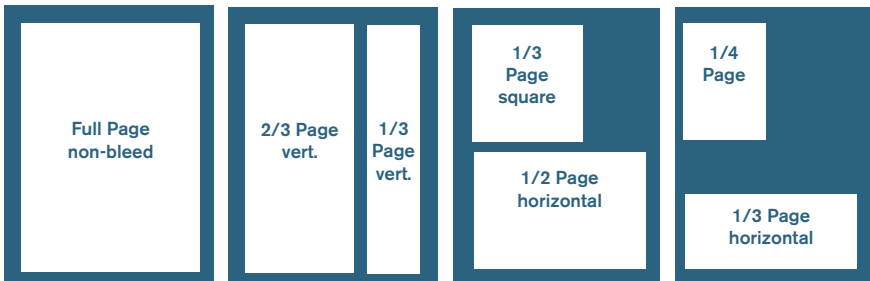 Full Page
non-bleed
2/3 Page
vert.
1/3
Page
vert.
1/3
Page
square
1/2 Page
horizontal
1/4
Page
1/3 Page
horizontal